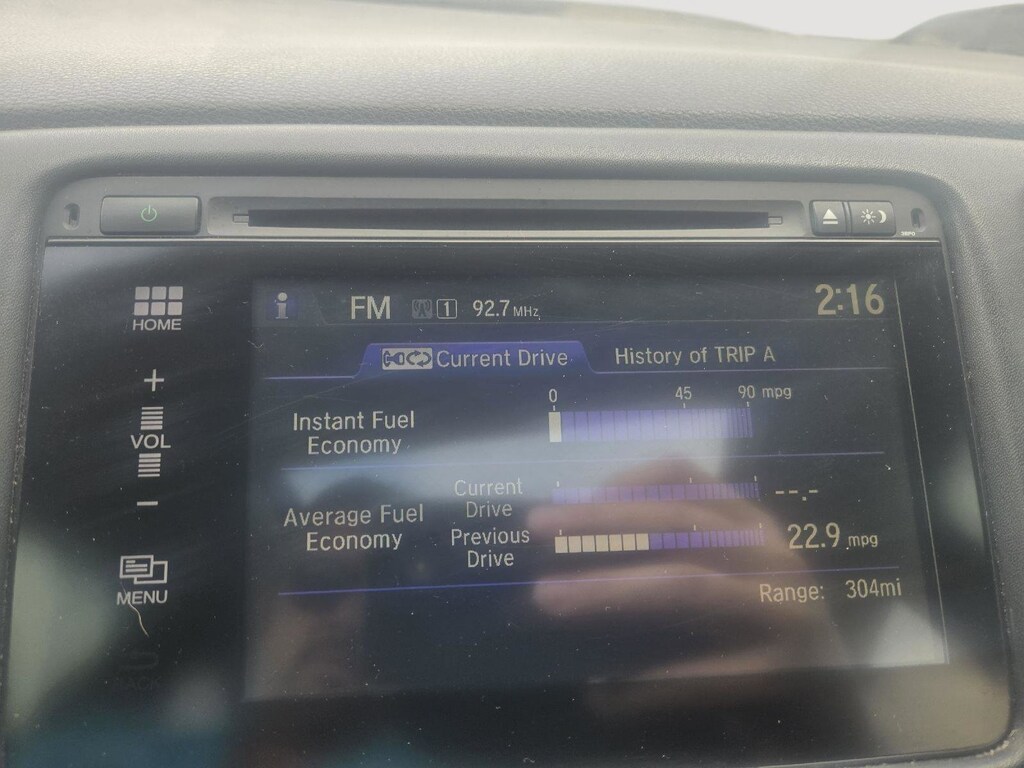 HOME
+
VOL
−
MENU
BACK
i FM 1 92.7 MHz 2:16
Current Drive History of TRIP A
0 45 90 mpg
Instant Fuel
Economy
Average Fuel
Economy
Current
Drive
--.-
Previous
Drive
22.9 mpg
Range: 304mi